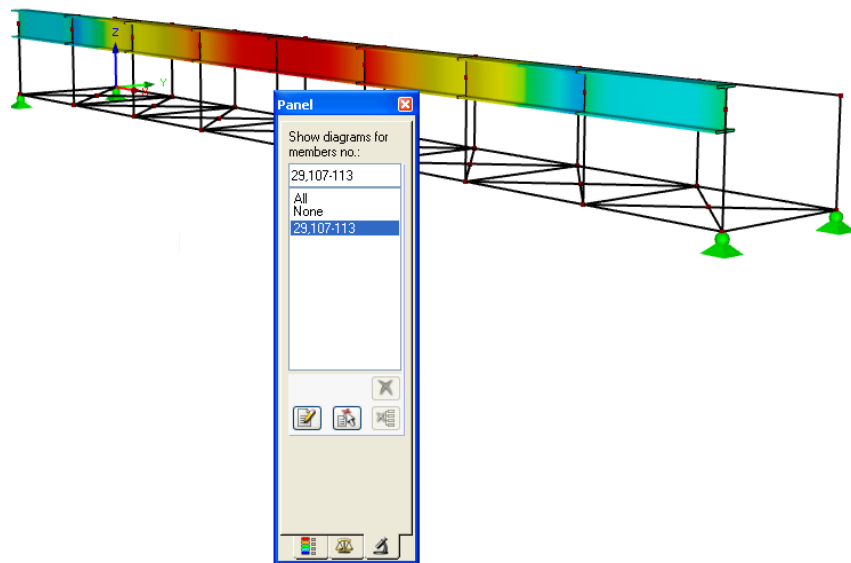 Z
Y
Panel
Show diagrams for
members no.:
29,107-113
All
None
29,107-113